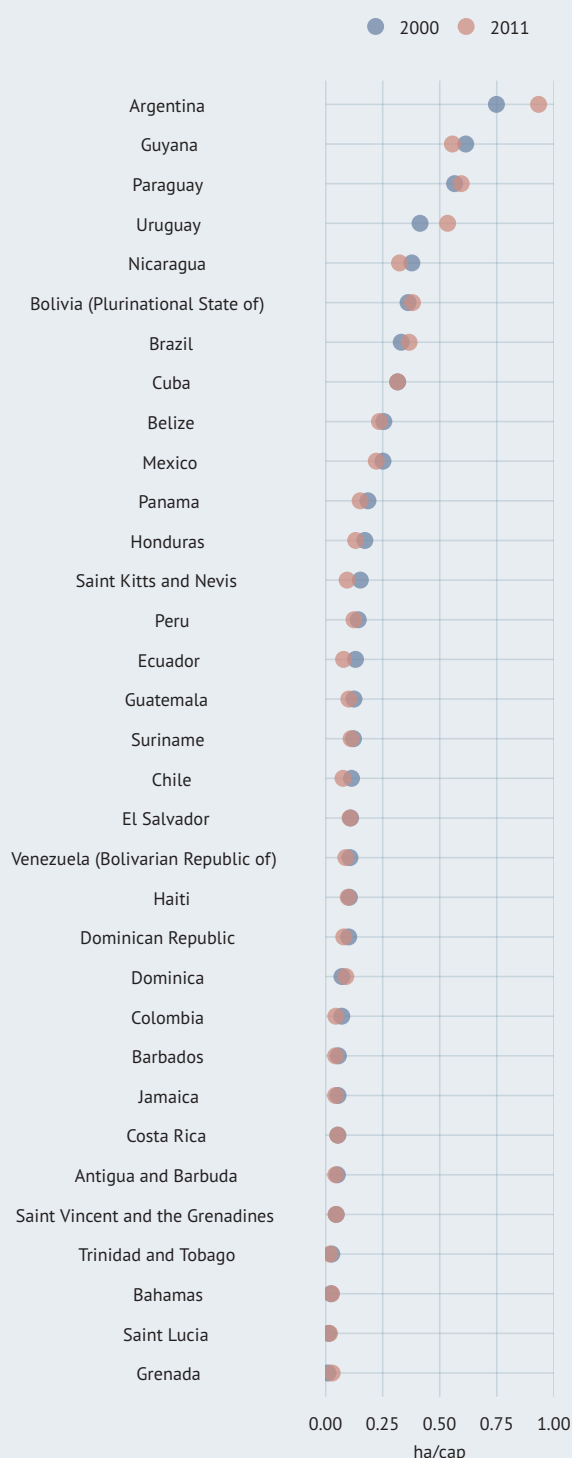 2000 2011
Argentina
Guyana
Paraguay
Uruguay
Nicaragua
Bolivia (Plurinational State of)
Brazil
Cuba
Belize
Mexico
Panama
Honduras
Saint Kitts and Nevis
Peru
Ecuador
Guatemala
Suriname
Chile
El Salvador
Venezuela (Bolivarian Republic of)
Haiti
Dominican Republic
Dominica
Colombia
Barbados
Jamaica
Costa Rica
Antigua and Barbuda
Saint Vincent and the Grenadines
Trinidad and Tobago
Bahamas
Saint Lucia
Grenada
0.00 0.25 0.50 0.75 1.00
ha/cap